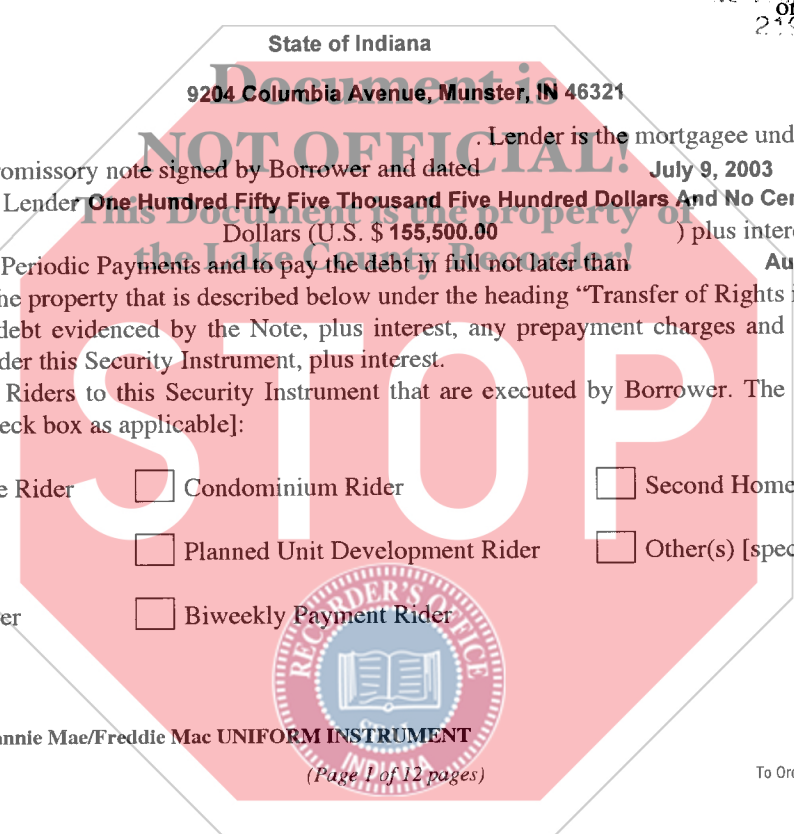 State of Indiana
Document is
9204 Columbia Avenue, Munster, IN 46321
NOT OFFICIAL!
. Lender is the mortgagee und
romissory note signed by Borrower and dated July 9, 2003
Lender One Hundred Fifty Five Thousand Five Hundred Dollars And No Cen
This Document is the property of
Dollars (U.S. $ 155,500.00 ) plus intere
the Lake County Recorder!
Periodic Payments and to pay the debt in full not later than Au
he property that is described below under the heading “Transfer of Rights i
debt evidenced by the Note, plus interest, any prepayment charges and
der this Security Instrument, plus interest.
Riders to this Security Instrument that are executed by Borrower. The
eck box as applicable]:
STOP
e Rider Condominium Rider Second Home
Planned Unit Development Rider Other(s) [spec
er Biweekly Payment Rider
RECORDER'S OFFICE
SEAL
INDIANA
annie Mae/Freddie Mac UNIFORM INSTRUMENT
(Page 1 of 12 pages)
To Ord